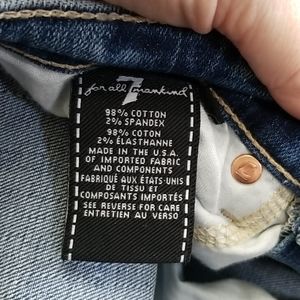 7
for all mankind
98% COTTON
2% SPANDEX
98% COTON
2% ÉLASTHANNE
MADE IN THE U.S.A.
OF IMPORTED FABRIC
AND COMPONENTS
FABRIQUÉ AUX ÉTATS-UNIS
DE TISSU ET
COMPOSANTS IMPORTÉS
SEE REVERSE FOR CARE
ENTRETIEN AU VERSO